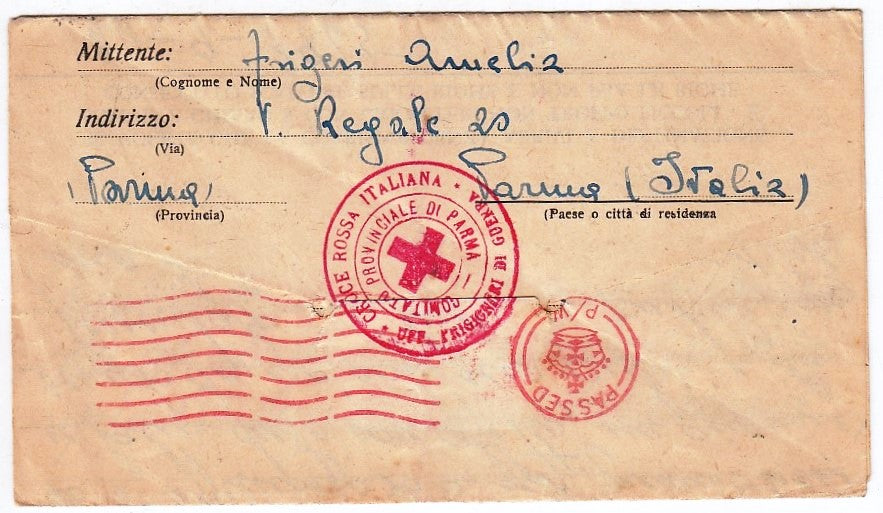 Mittente: Frigeri Amelia
(Cognome e Nome)
Indirizzo: V. Regale 20
(Via)
Parma Parma (Italia)
(Provincia) (Paese o città di residenza
CROCE ROSSA ITALIANA * UFF. PRIGIONIERI DI GUERRA *
COMITATO PROVINCIALE DI PARMA —
PASSED P/W